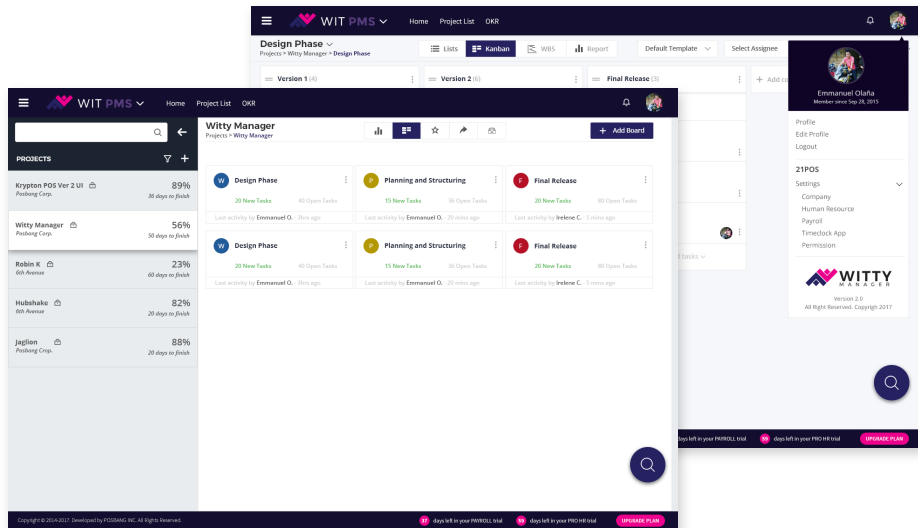 WIT PMS
Home Project List OKR
Design Phase
Projects > Witty Manager > Design Phase
Lists Kanban WBS Report
Default Template
Select Assignee
Version 1 (4)
Version 2 (6)
Final Release (3)
Emmanuel Olaña
Member since Sep 28, 2015
Profile
Edit Profile
Logout
21POS
Settings
Company
Human Resource
Payroll
Timeclock App
Permission
WITTY
MANAGER
Version 2.0
All Right Reserved. Copyrigh 2017
days left in your PAYROLL trial 59 days left in your PRO HR trial UPGRADE PLAN
WIT PMS
Home Project List OKR
PROJECTS
Krypton POS Ver 2 UI 89%
Posbang Corp. 36 days to finish
Witty Manager 56%
Posbang Corp. 50 days to finish
Robin K 23%
6th Avenue 60 days to finish
Hubshake 82%
6th Avenue 20 days to finish
Jaglion 88%
Posbang Crop. 20 days to finish
Witty Manager
Projects > Witty Manager
+ Add Board
W Design Phase
20 New Tasks 40 Open Tasks
Last activity by Emmanuel O.
P Planning and Structuring
15 New Tasks 36 Open Tasks
Last activity by Emmanuel O. - 20 mins ago
F Final Release
20 New Tasks 80 Open Tasks
Last activity by Irelene C. - 5 mins ago
W Design Phase
20 New Tasks 40 Open Tasks
Last activity by Emmanuel O.
P Planning and Structuring
15 New Tasks 36 Open Tasks
Last activity by Emmanuel O. - 20 mins ago
F Final Release
20 New Tasks 80 Open Tasks
Last activity by Irelene C. - 5 mins ago
Copyright © 2014-2017. Developed by POSBANG INC. All Rights Reserved.
37 days left in your PAYROLL trial 59 days left in your PRO HR trial UPGRADE PLAN